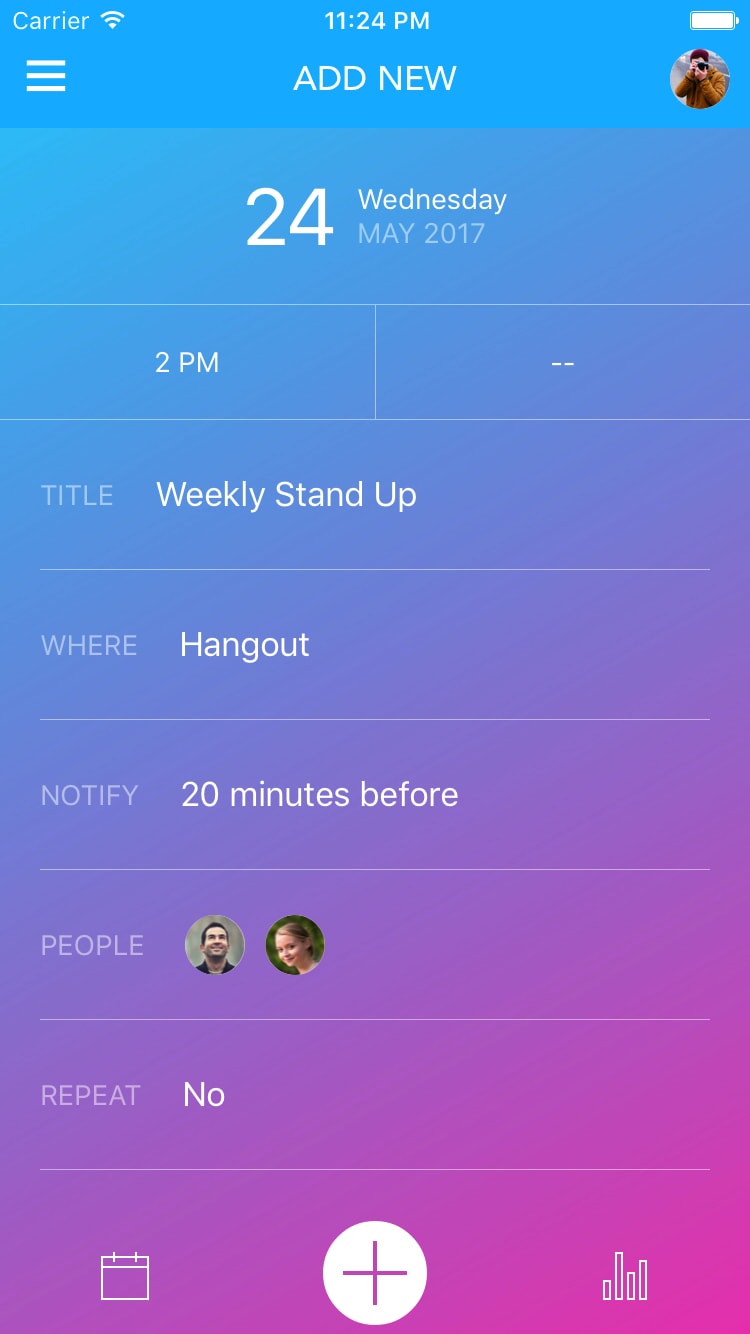 Carrier 11:24 PM
ADD NEW
24 Wednesday
MAY 2017
2 PM --
TITLE Weekly Stand Up
WHERE Hangout
NOTIFY 20 minutes before
PEOPLE
REPEAT No